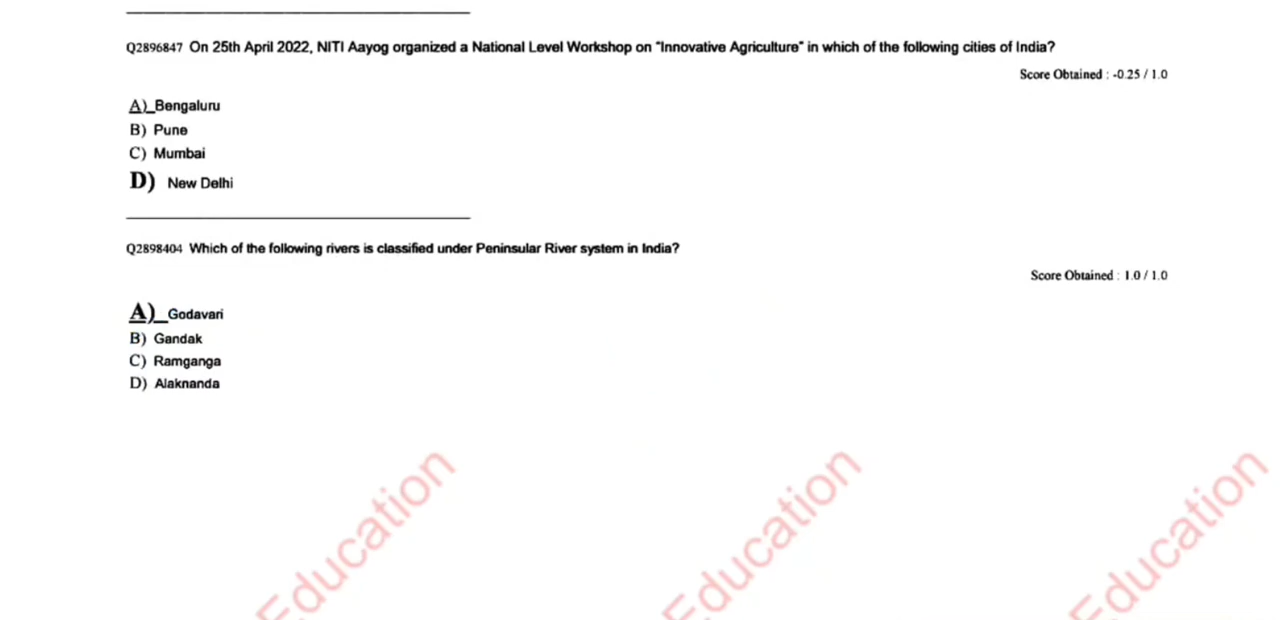 Q2896847 On 25th April 2022, NITI Aayog organized a National Level Workshop on "Innovative Agriculture" in which of the following cities of India?
Score Obtained : -0.25 / 1.0
A) Bengaluru
B) Pune
C) Mumbai
D) New Delhi
Q2898404 Which of the following rivers is classified under Peninsular River system in India?
Score Obtained : 1.0 / 1.0
A) Godavari
B) Gandak
C) Ramganga
D) Alaknanda
Education Education Education